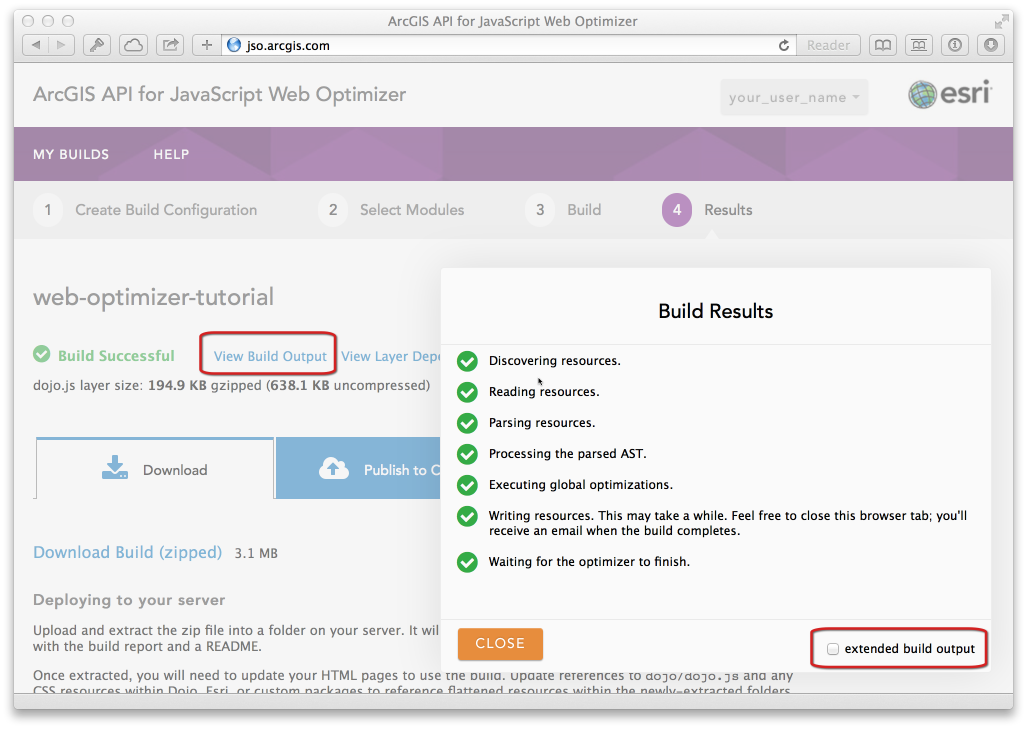 ArcGIS API for JavaScript Web Optimizer
jso.arcgis.com
Reader
ArcGIS API for JavaScript Web Optimizer
your_user_name
esri
MY BUILDS
HELP
1 Create Build Configuration
2 Select Modules
3 Build
4 Results
web-optimizer-tutorial
Build Successful
View Build Output
View Layer Depe
dojo.js layer size: 194.9 KB gzipped (638.1 KB uncompressed)
Download
Publish to C
Download Build (zipped) 3.1 MB
Deploying to your server
Upload and extract the zip file into a folder on your server. It wil
with the build report and a README.
Once extracted, you will need to update your HTML pages to use the build. Update references to dojo/dojo.js and any
CSS resources within Dojo, Esri, or custom packages to reference flattened resources within the newly-extracted folders
Build Results
Discovering resources.
Reading resources.
Parsing resources.
Processing the parsed AST.
Executing global optimizations.
Writing resources. This may take a while. Feel free to close this browser tab; you'll
receive an email when the build completes.
Waiting for the optimizer to finish.
CLOSE
extended build output